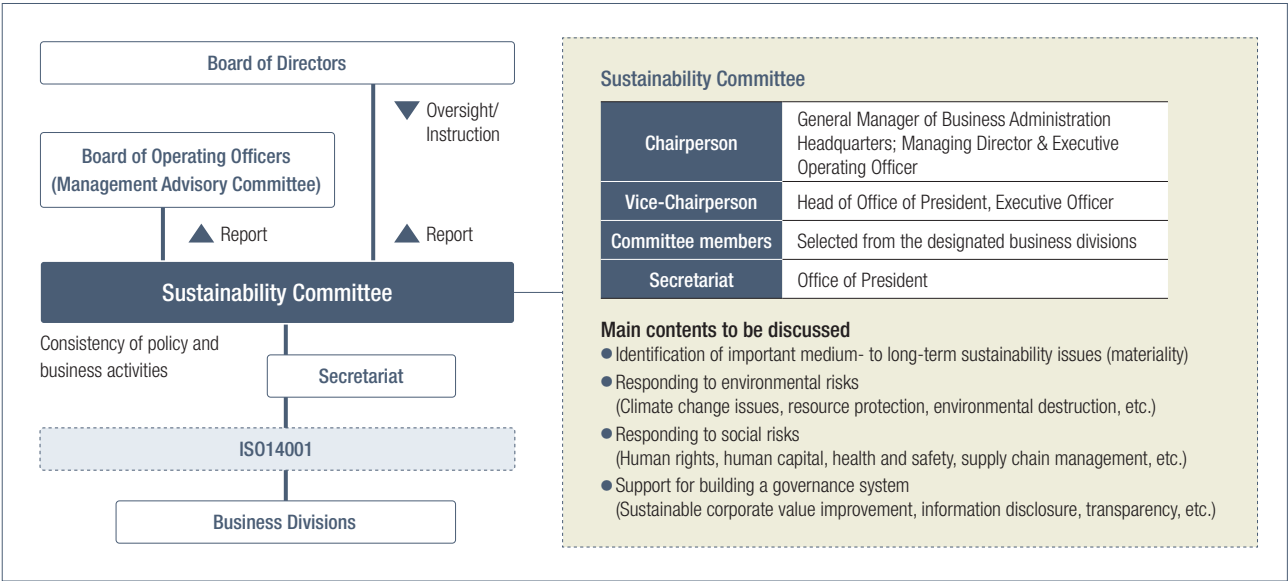 Board of Directors
▼ Oversight/
Instruction
Board of Operating Officers
(Management Advisory Committee)
▲ Report
▲ Report
Sustainability Committee
Consistency of policy and
business activities
Secretariat
ISO14001
Business Divisions
Sustainability Committee
Chairperson
General Manager of Business Administration
Headquarters; Managing Director & Executive
Operating Officer
Vice-Chairperson
Head of Office of President, Executive Officer
Committee members
Selected from the designated business divisions
Secretariat
Office of President
Main contents to be discussed
● Identification of important medium- to long-term sustainability issues (materiality)
● Responding to environmental risks
(Climate change issues, resource protection, environmental destruction, etc.)
● Responding to social risks
(Human rights, human capital, health and safety, supply chain management, etc.)
● Support for building a governance system
(Sustainable corporate value improvement, information disclosure, transparency, etc.)